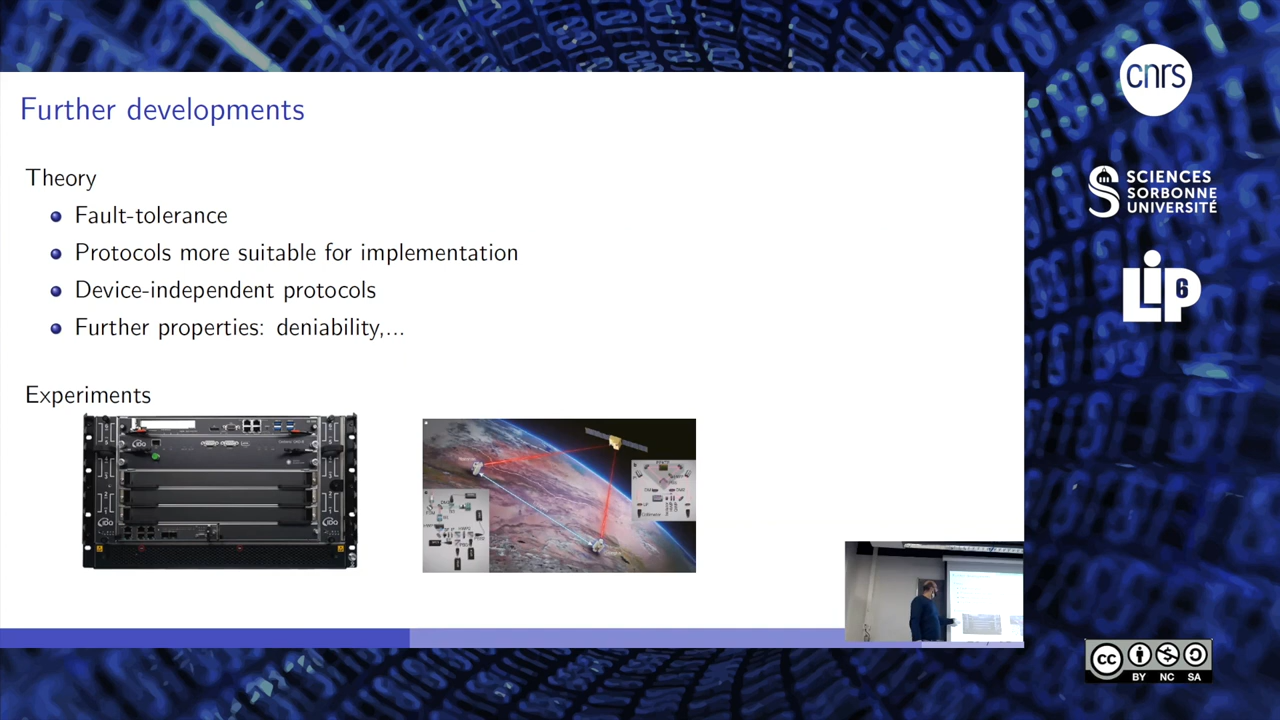 Further developments
Theory
Fault-tolerance
Protocols more suitable for implementation
Device-independent protocols
Further properties: deniability,...
Experiments
cnrs
SCIENCES
SORBONNE
UNIVERSITÉ
LIP6
CC BY NC SA